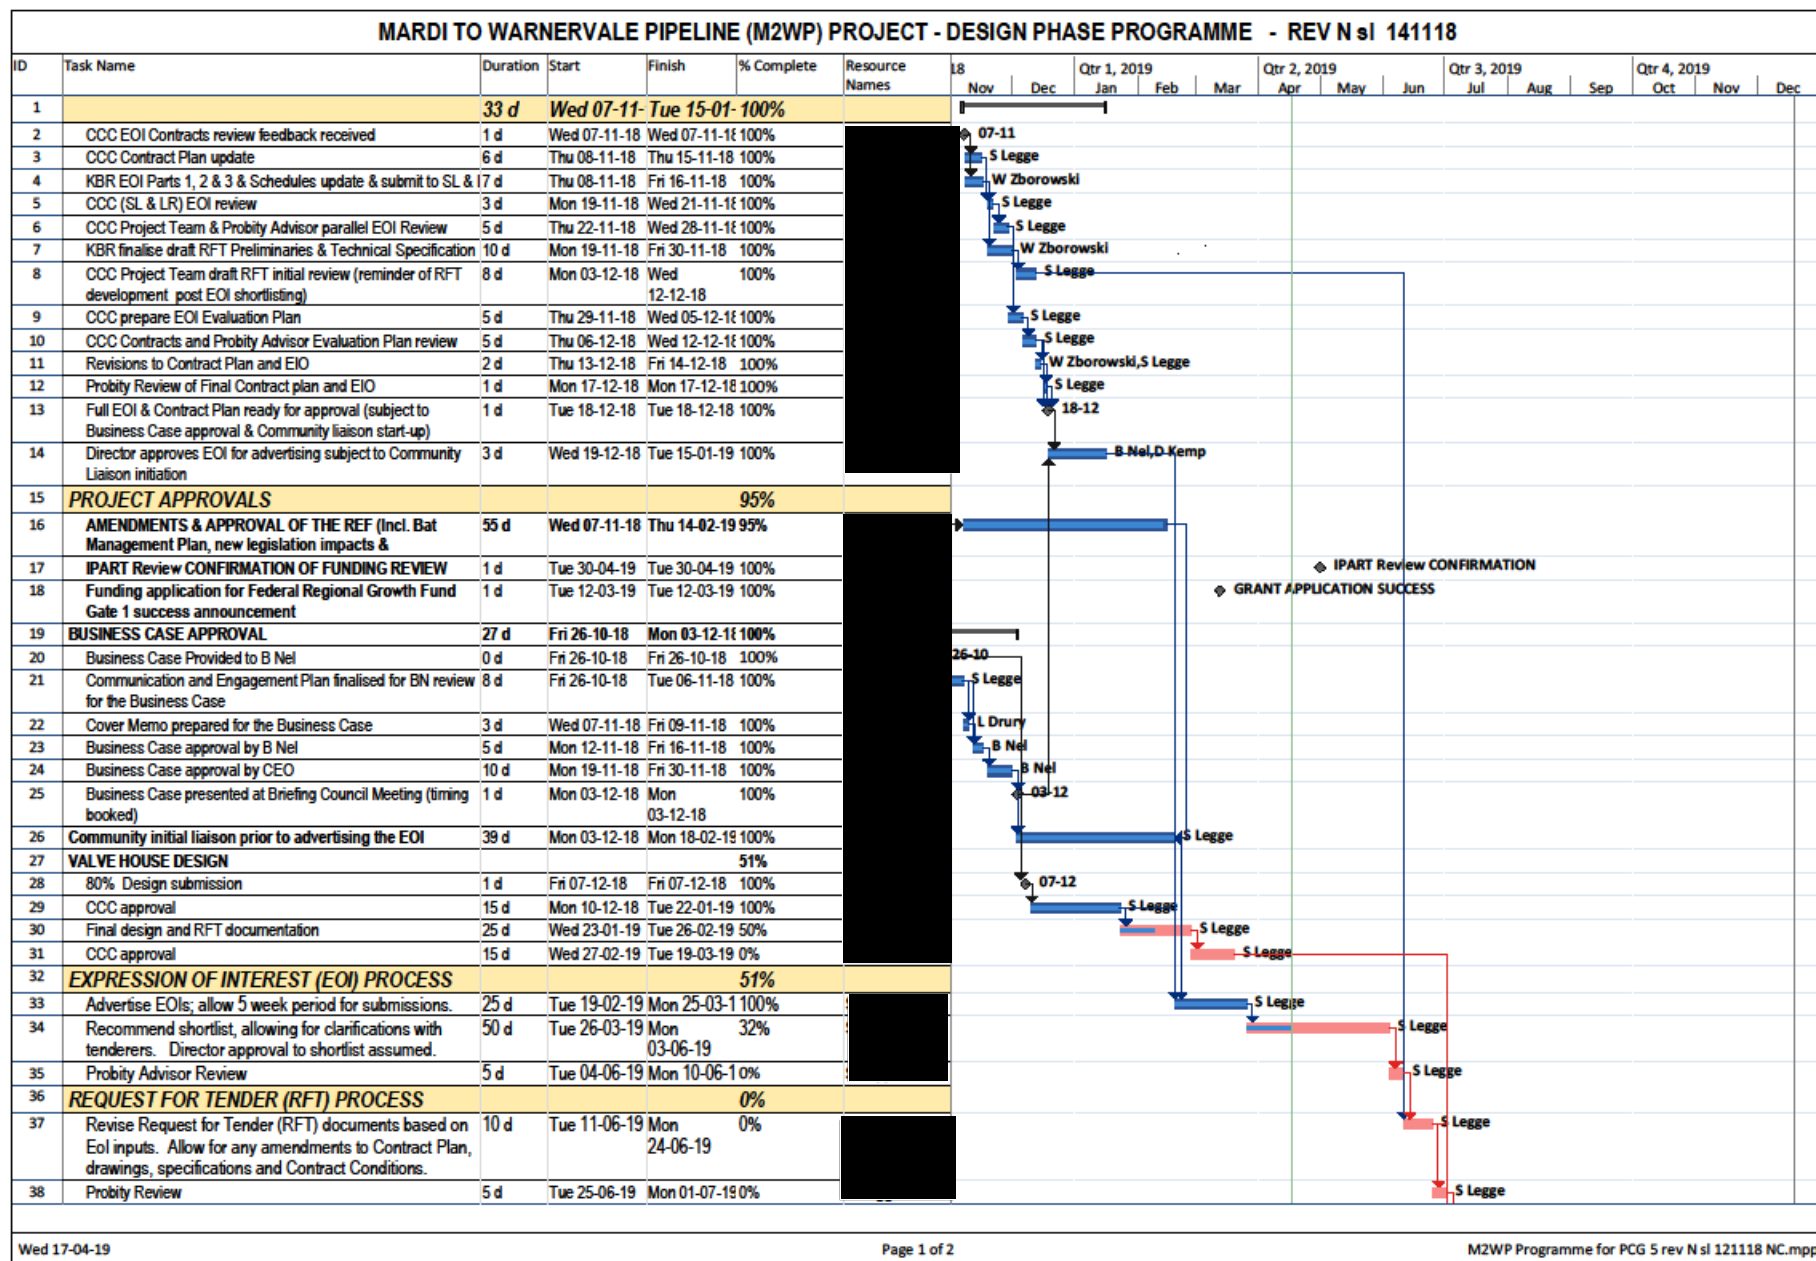 MARDI TO WARNERVALE PIPELINE (M2WP) PROJECT - DESIGN PHASE PROGRAMME - REV N sl 141118
ID Task Name Duration Start Finish % Complete Resource Names
18 Qtr 1, 2019 Qtr 2, 2019 Qtr 3, 2019 Qtr 4, 2019
Nov Dec Jan Feb Mar Apr May Jun Jul Aug Sep Oct Nov Dec
1 33 d Wed 07-11- Tue 15-01- 100%
2 CCC EOI Contracts review feedback received 1 d Wed 07-11-18 Wed 07-11-18 100% 07-11
3 CCC Contract Plan update 6 d Thu 08-11-18 Thu 15-11-18 100% S Legge
4 KBR EOI Parts 1, 2 & 3 & Schedules update & submit to SL & 7 d Thu 08-11-18 Fri 16-11-18 100% W Zborowski
5 CCC (SL & LR) EOI review 3 d Mon 19-11-18 Wed 21-11-18 100% S Legge
6 CCC Project Team & Probity Advisor parallel EOI Review 5 d Thu 22-11-18 Wed 28-11-18 100% S Legge
7 KBR finalise draft RFT Preliminaries & Technical Specification 10 d Mon 19-11-18 Fri 30-11-18 100% W Zborowski
8 CCC Project Team draft RFT initial review (reminder of RFT 8 d Mon 03-12-18 Wed 100% S Legge
development post EOI shortlisting) 12-12-18
9 CCC prepare EOI Evaluation Plan 5 d Thu 29-11-18 Wed 05-12-18 100% S Legge
10 CCC Contracts and Probity Advisor Evaluation Plan review 5 d Thu 06-12-18 Wed 12-12-18 100% S Legge
11 Revisions to Contract Plan and EIO 2 d Thu 13-12-18 Fri 14-12-18 100% W Zborowski,S Legge
12 Probity Review of Final Contract plan and EIO 1 d Mon 17-12-18 Mon 17-12-18 100% S Legge
13 Full EOI & Contract Plan ready for approval (subject to 1 d Tue 18-12-18 Tue 18-12-18 100% 18-12
Business Case approval & Community liaison start-up)
14 Director approves EOI for advertising subject to Community 3 d Wed 19-12-18 Tue 15-01-19 100% B Nel,D Kemp
Liaison initiation
15 PROJECT APPROVALS 95%
16 AMENDMENTS & APPROVAL OF THE REF (Incl. Bat 55 d Wed 07-11-18 Thu 14-02-19 95%
Management Plan, new legislation impacts &
17 IPART Review CONFIRMATION OF FUNDING REVIEW 1 d Tue 30-04-19 Tue 30-04-19 100% IPART Review CONFIRMATION
18 Funding application for Federal Regional Growth Fund 1 d Tue 12-03-19 Tue 12-03-19 100% GRANT APPLICATION SUCCESS
Gate 1 success announcement
19 BUSINESS CASE APPROVAL 27 d Fri 26-10-18 Mon 03-12-18 100%
20 Business Case Provided to B Nel 0 d Fri 26-10-18 Fri 26-10-18 100% 26-10
21 Communication and Engagement Plan finalised for BN review 8 d Fri 26-10-18 Tue 06-11-18 100% S Legge
for the Business Case
22 Cover Memo prepared for the Business Case 3 d Wed 07-11-18 Fri 09-11-18 100% L Drury
23 Business Case approval by B Nel 5 d Mon 12-11-18 Fri 16-11-18 100% B Nel
24 Business Case approval by CEO 10 d Mon 19-11-18 Fri 30-11-18 100% B Nel
25 Business Case presented at Briefing Council Meeting (timing 1 d Mon 03-12-18 Mon 100% 03-12
booked) 03-12-18
26 Community initial liaison prior to advertising the EOI 39 d Mon 03-12-18 Mon 18-02-19 100% S Legge
27 VALVE HOUSE DESIGN 51%
28 80% Design submission 1 d Fri 07-12-18 Fri 07-12-18 100% 07-12
29 CCC approval 15 d Mon 10-12-18 Tue 22-01-19 100% S Legge
30 Final design and RFT documentation 25 d Wed 23-01-19 Tue 26-02-19 50% S Legge
31 CCC approval 15 d Wed 27-02-19 Tue 19-03-19 0% S Legge
32 EXPRESSION OF INTEREST (EOI) PROCESS 51%
33 Advertise EOIs; allow 5 week period for submissions. 25 d Tue 19-02-19 Mon 25-03-1 100% S Legge
34 Recommend shortlist, allowing for clarifications with 50 d Tue 26-03-19 Mon 32% S Legge
tenderers. Director approval to shortlist assumed. 03-06-19
35 Probity Advisor Review 5 d Tue 04-06-19 Mon 10-06-1 0% S Legge
36 REQUEST FOR TENDER (RFT) PROCESS 0%
37 Revise Request for Tender (RFT) documents based on 10 d Tue 11-06-19 Mon 0% S Legge
EoI inputs. Allow for any amendments to Contract Plan, 24-06-19
drawings, specifications and Contract Conditions.
38 Probity Review 5 d Tue 25-06-19 Mon 01-07-19 0% S Legge
Wed 17-04-19 Page 1 of 2 M2WP Programme for PCG 5 rev N sl 121118 NC.mpp